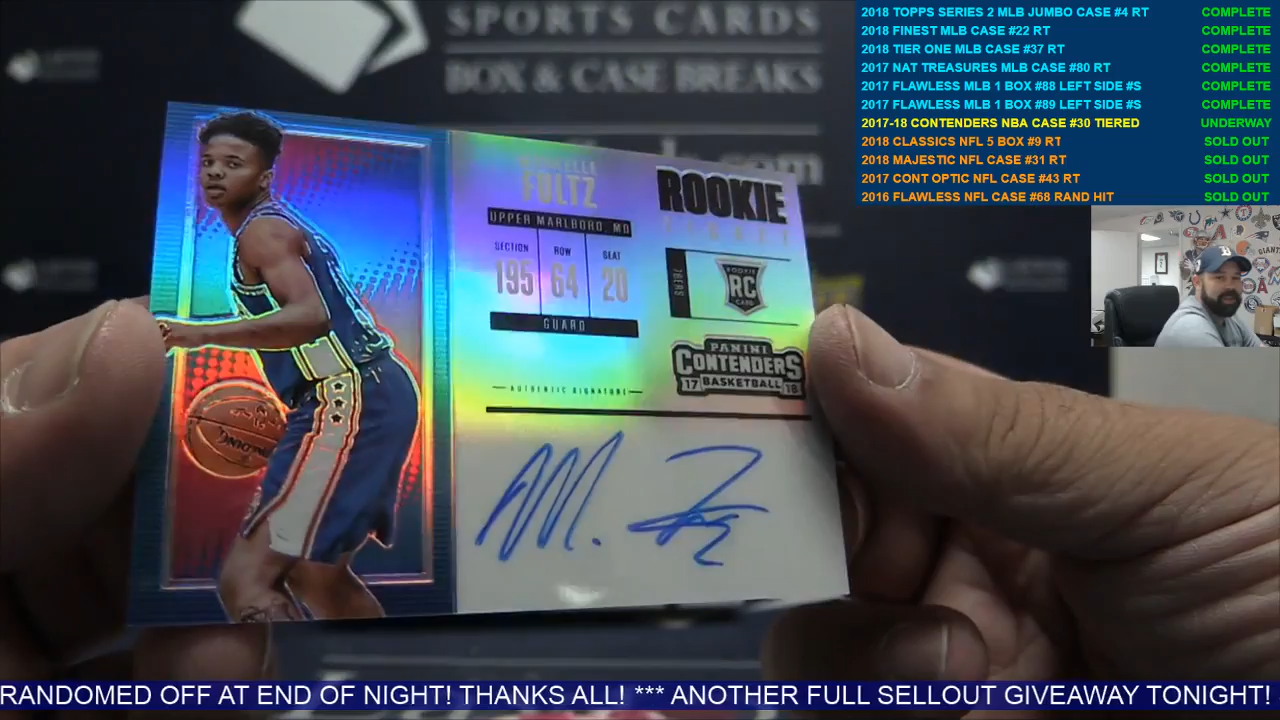 SPORTS CARDS
BOX & CASE BREAKS
.com
FULTZ
UPPER MARLBORO, MD
SECTION ROW SEAT
195 64 20
GUARD
AUTHENTIC SIGNATURE
ROOKIE
TICKET
76ERS
ROOKIE
RC
CARD
PANINI
CONTENDERS
17 BASKETBALL 18
M.
SPALDING
2018 TOPPS SERIES 2 MLB JUMBO CASE #4 RT COMPLETE
2018 FINEST MLB CASE #22 RT COMPLETE
2018 TIER ONE MLB CASE #37 RT COMPLETE
2017 NAT TREASURES MLB CASE #80 RT COMPLETE
2017 FLAWLESS MLB 1 BOX #88 LEFT SIDE #S COMPLETE
2017 FLAWLESS MLB 1 BOX #89 LEFT SIDE #S COMPLETE
2017-18 CONTENDERS NBA CASE #30 TIERED UNDERWAY
2018 CLASSICS NFL 5 BOX #9 RT SOLD OUT
2018 MAJESTIC NFL CASE #31 RT SOLD OUT
2017 CONT OPTIC NFL CASE #43 RT SOLD OUT
2016 FLAWLESS NFL CASE #68 RAND HIT SOLD OUT
RANDOMED OFF AT END OF NIGHT! THANKS ALL! *** ANOTHER FULL SELLOUT GIVEAWAY TONIGHT!